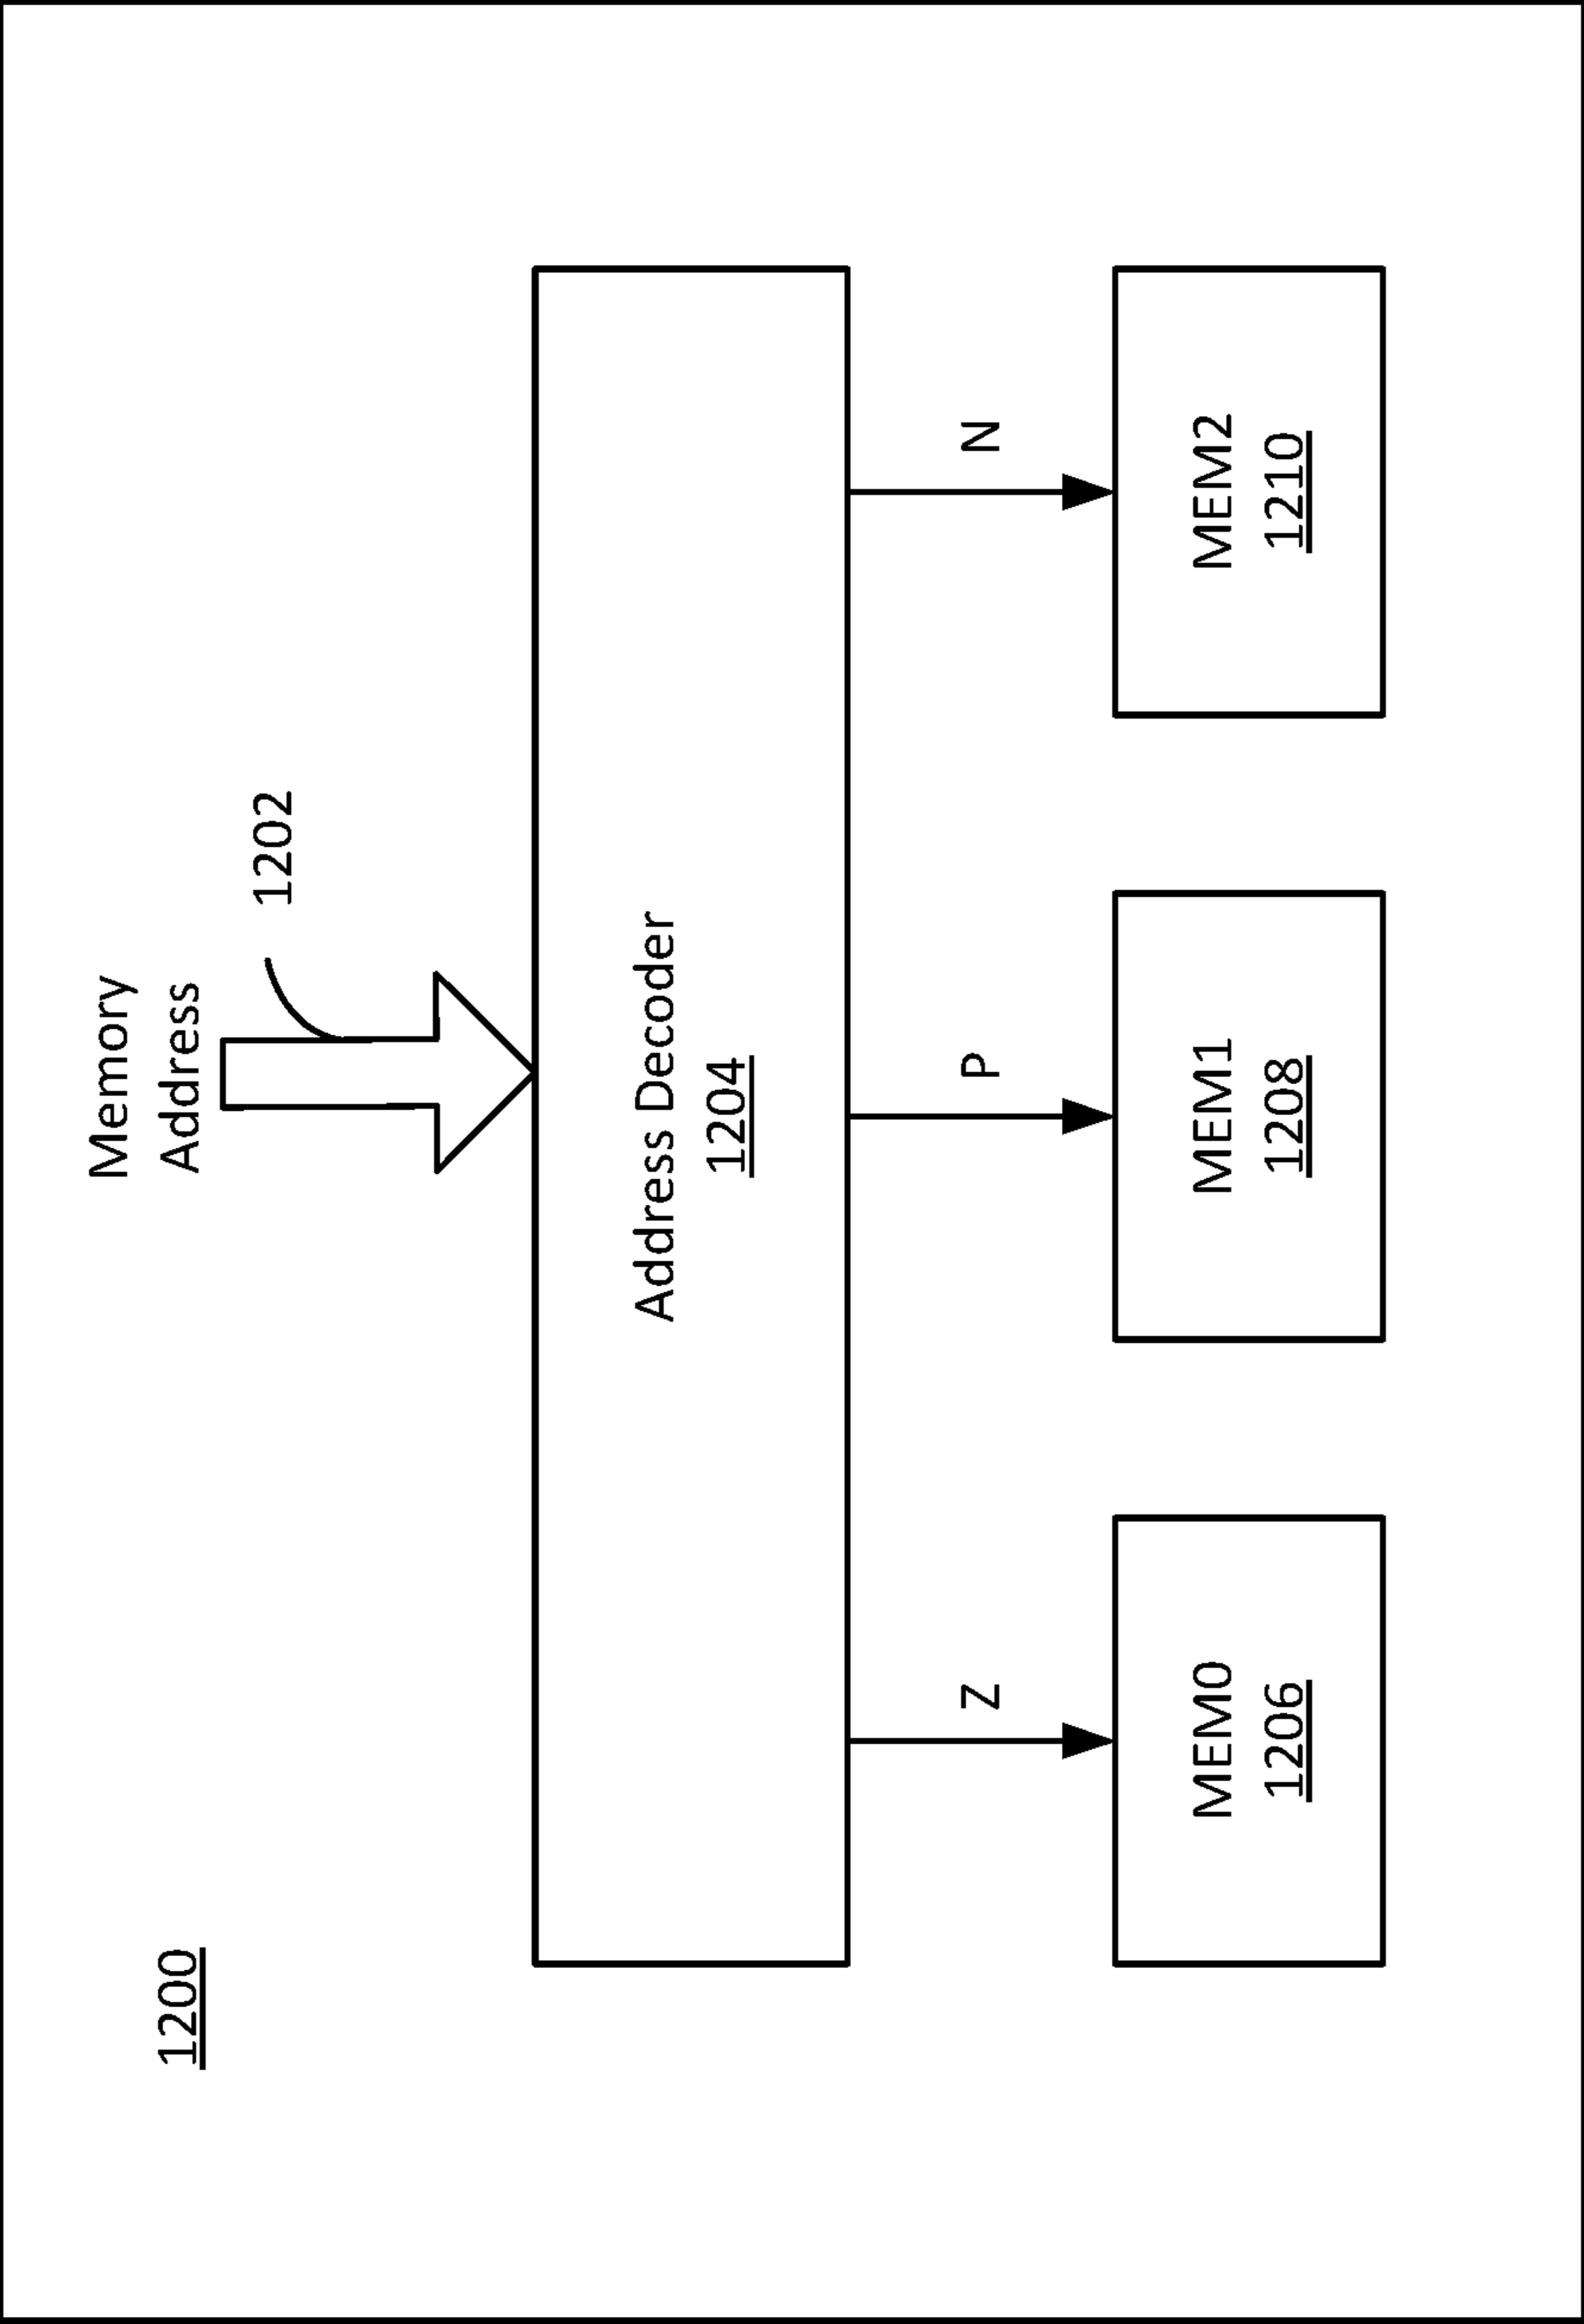 1200
Memory
Address
1202
Address Decoder
1204
Z
P
N
MEM0
1206
MEM1
1208
MEM2
1210